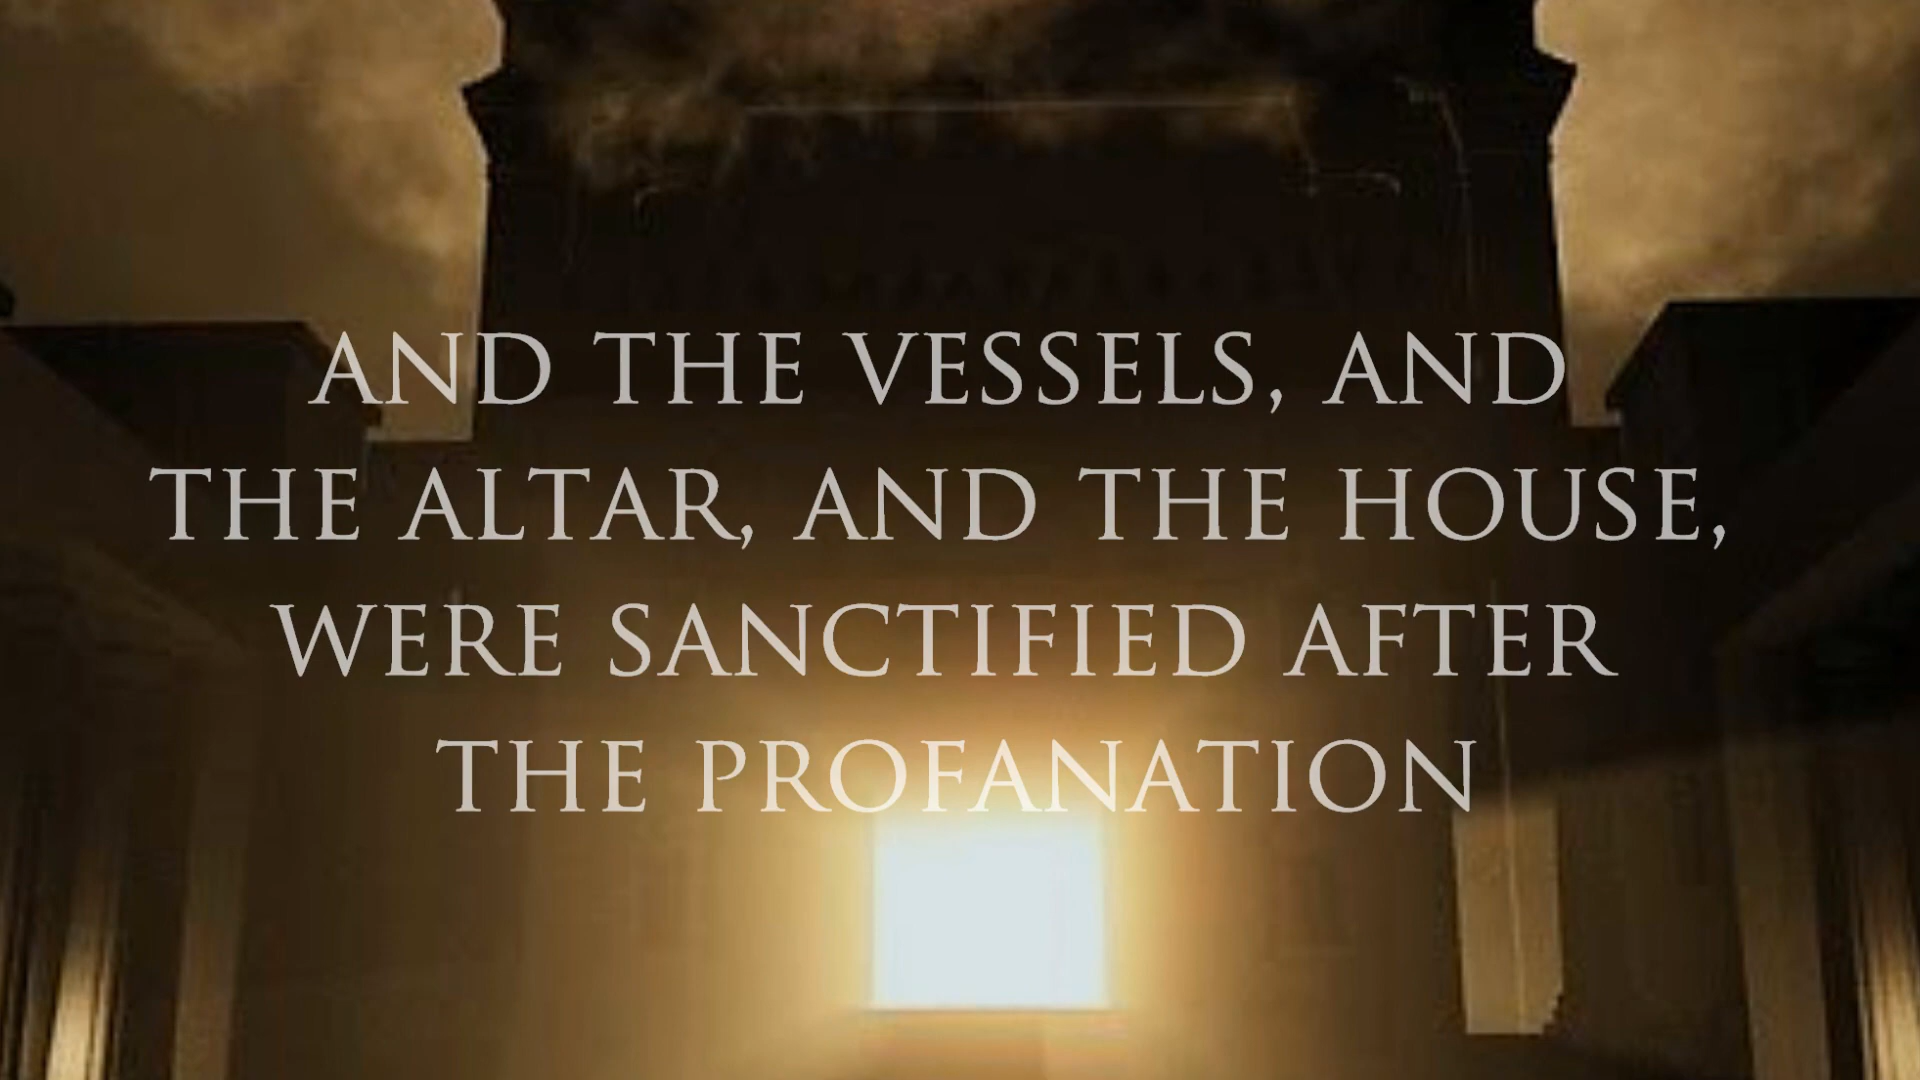 AND THE VESSELS, AND
THE ALTAR, AND THE HOUSE,
WERE SANCTIFIED AFTER
THE PROFANATION